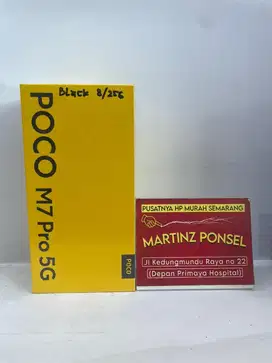 BLack 8/256
POCO M7 Pro 5G
POCO
PUSATNYA HP MURAH SEMARANG
MARTINZ PONSEL
Jl Kedungmundu Raya no 22
(Depan Primaya Hospital)